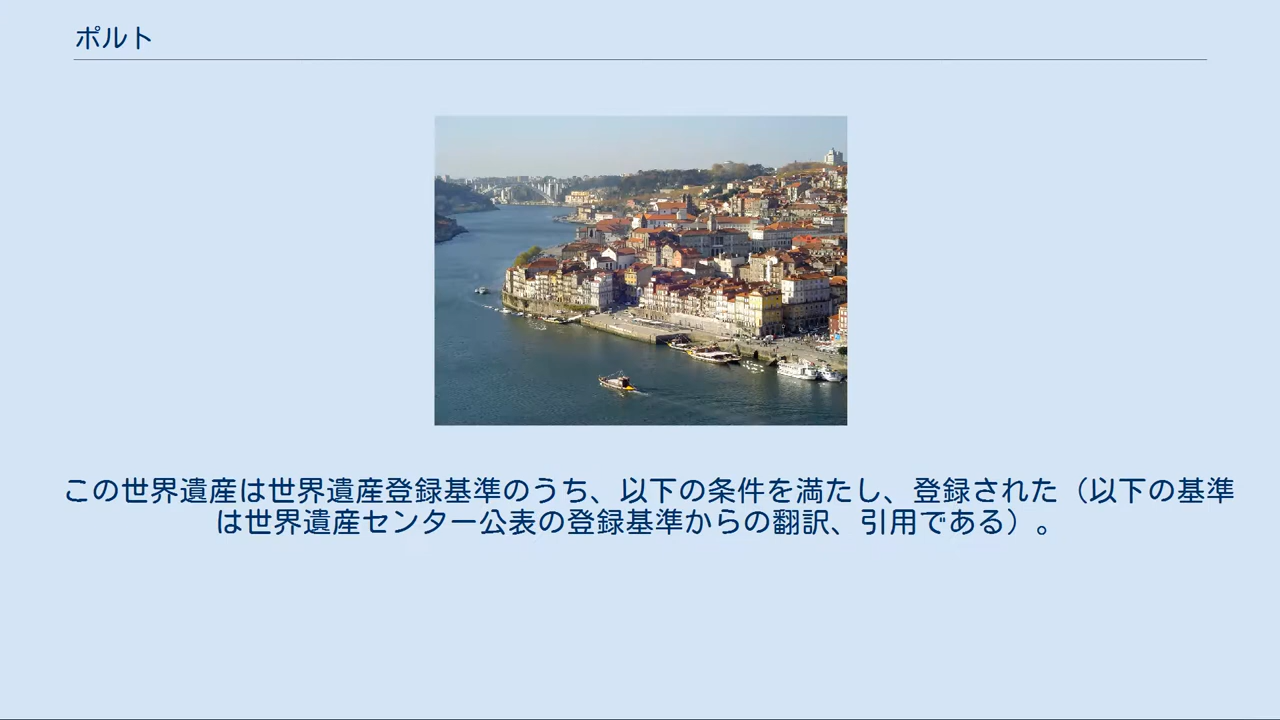 ポルト
この世界遺産は世界遺産登録基準のうち、以下の条件を満たし、登録された（以下の基準
は世界遺産センター公表の登録基準からの翻訳、引用である）。